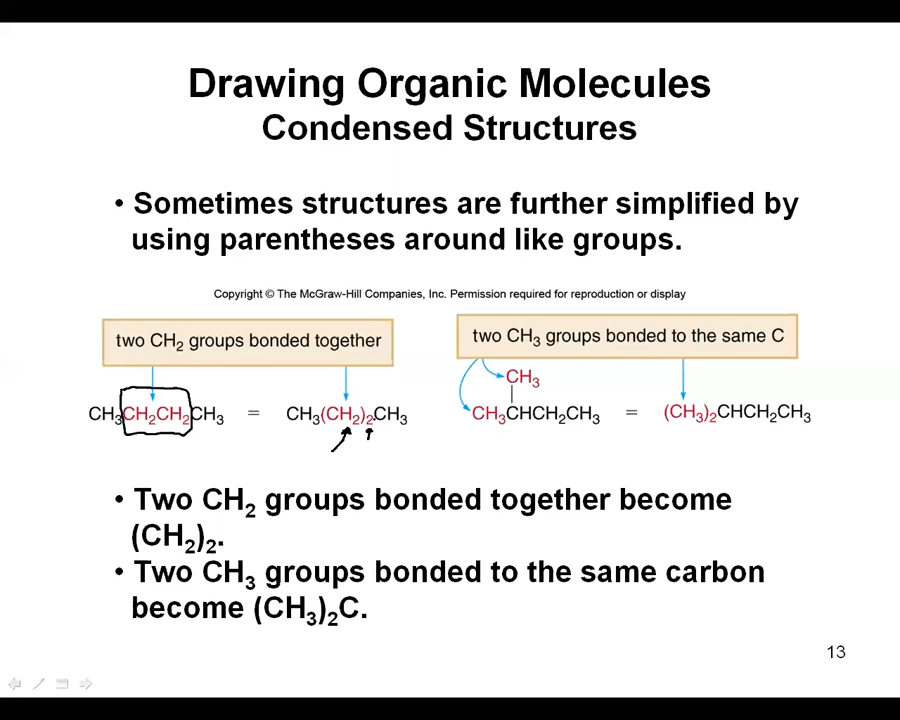 Drawing Organic Molecules
Condensed Structures
• Sometimes structures are further simplified by
using parentheses around like groups.
Copyright © The McGraw-Hill Companies, Inc. Permission required for reproduction or display
two CH₂ groups bonded together
two CH₃ groups bonded to the same C
CH₃
CH₃CH₂CH₂CH₃ = CH₃(CH₂)₂CH₃
CH₃CHCH₂CH₃ = (CH₃)₂CHCH₂CH₃
• Two CH₂ groups bonded together become
(CH₂)₂.
• Two CH₃ groups bonded to the same carbon
become (CH₃)₂C.
13